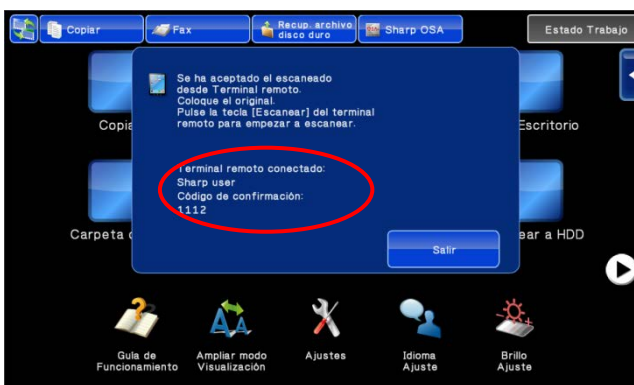 Copiar
Fax
Recup. archivo
disco duro
Sharp OSA
Estado Trabajo
Se ha aceptado el escaneado
desde Terminal remoto.
Coloque el original.
Pulse la tecla [Escanear] del terminal
remoto para empezar a escanear.
Terminal remoto conectado:
Sharp user
Código de confirmación:
1112
Salir
Copia
Escritorio
Carpeta
ear a HDD
Guía de
Funcionamiento
Ampliar modo
Visualización
Ajustes
Idioma
Ajuste
Brillo
Ajuste